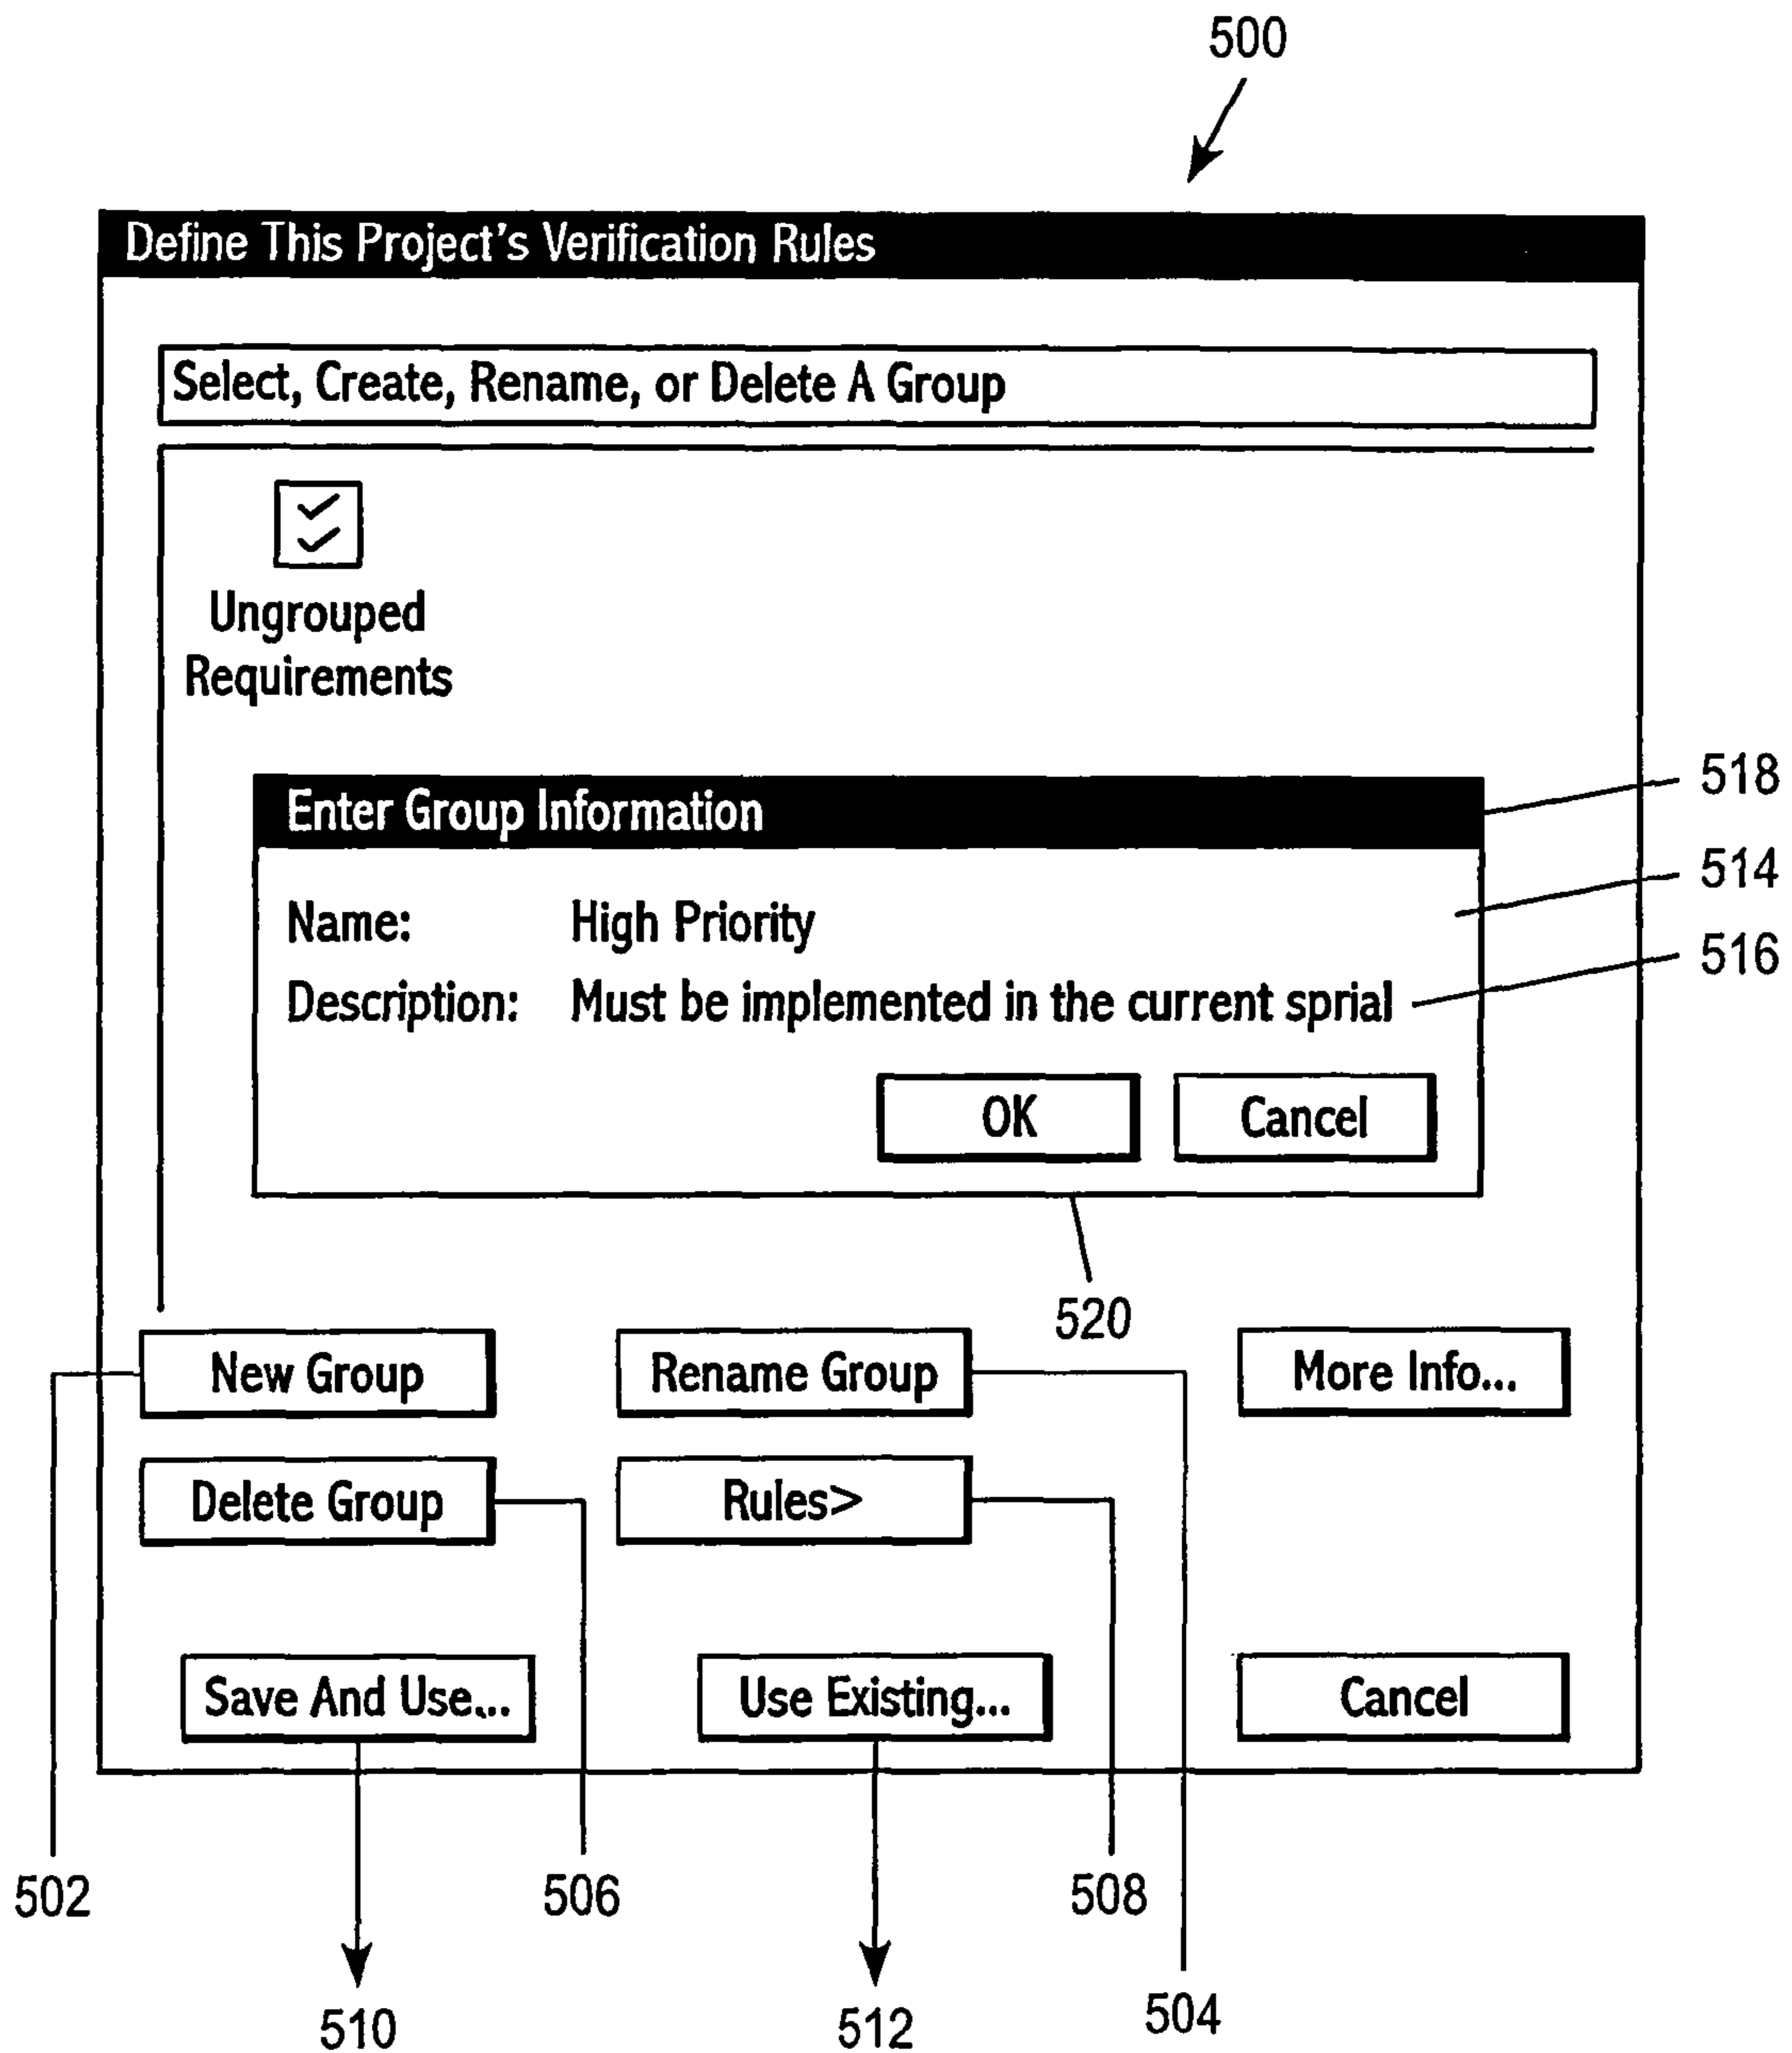 500
Define This Project's Verification Rules
Select, Create, Rename, or Delete A Group
Ungrouped
Requirements
518
Enter Group Information
514
Name: High Priority
516
Description: Must be implemented in the current sprial
OK Cancel
520
New Group Rename Group More Info...
Delete Group Rules>
Save And Use... Use Existing... Cancel
502 506 508
510 512 504